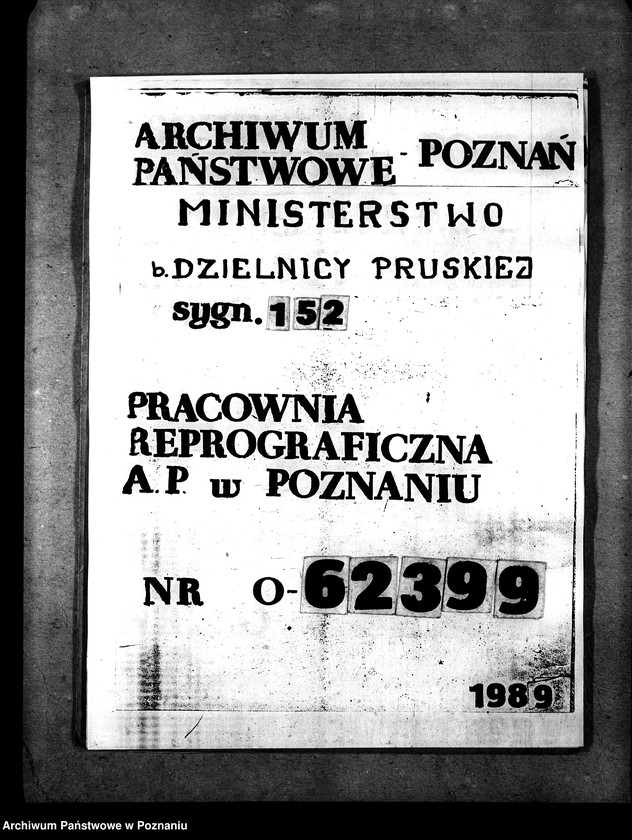 ARCHIWUM
PAŃSTWOWE - POZNAŃ
MINISTERSTWO
b. DZIELNICY PRUSKIEJ
sygn. 152
PRACOWNIA
REPROGRAFICZNA
A.P. w POZNANIU
NR O-62399
1989
Archiwum Państwowe w Poznaniu